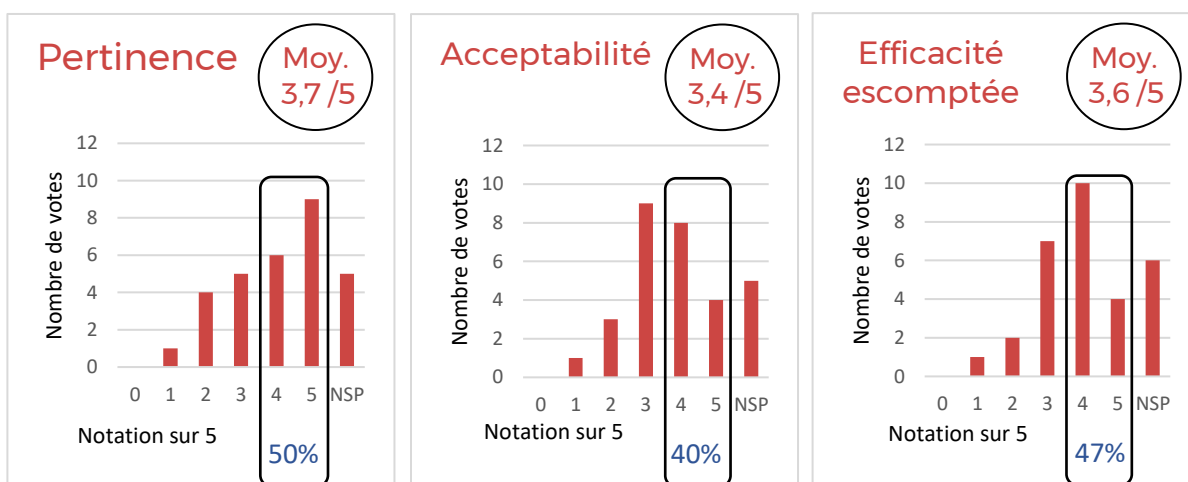 Pertinence
Moy.
3,7 /5
12
10
8
6
4
2
0
Nombre de votes
0 1 2 3 4 5 NSP
Notation sur 5
50%
Acceptabilité
Moy.
3,4 /5
12
10
8
6
4
2
0
Nombre de votes
0 1 2 3 4 5 NSP
Notation sur 5
40%
Efficacité
escomptée
Moy.
3,6 /5
12
10
8
6
4
2
0
Nombre de votes
0 1 2 3 4 5 NSP
Notation sur 5
47%